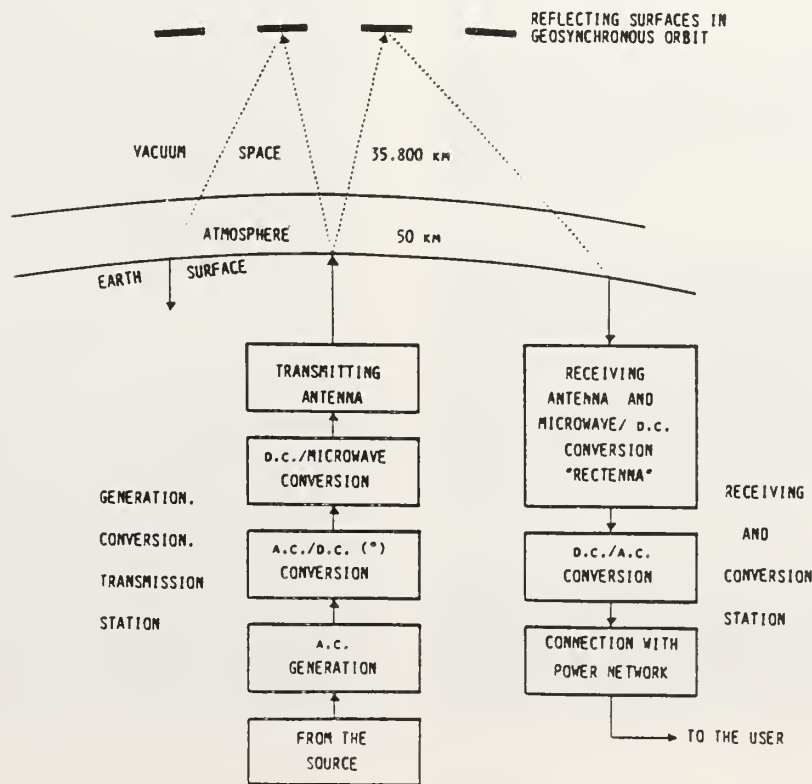 REFLECTING SURFACES IN
GEOSYNCHRONOUS ORBIT
VACUUM SPACE 35.800 KM
ATMOSPHERE 50 KM
EARTH SURFACE
TRANSMITTING
ANTENNA
D.C./MICROWAVE
CONVERSION
A.C./D.C. (°)
CONVERSION
A.C.
GENERATION
FROM THE
SOURCE
GENERATION.
CONVERSION.
TRANSMISSION
STATION
RECEIVING
ANTENNA AND
MICROWAVE/ D.C.
CONVERSION
"RECTENNA"
D.C./A.C.
CONVERSION
CONNECTION WITH
POWER NETWORK
TO THE USER
RECEIVING
AND
CONVERSION
STATION